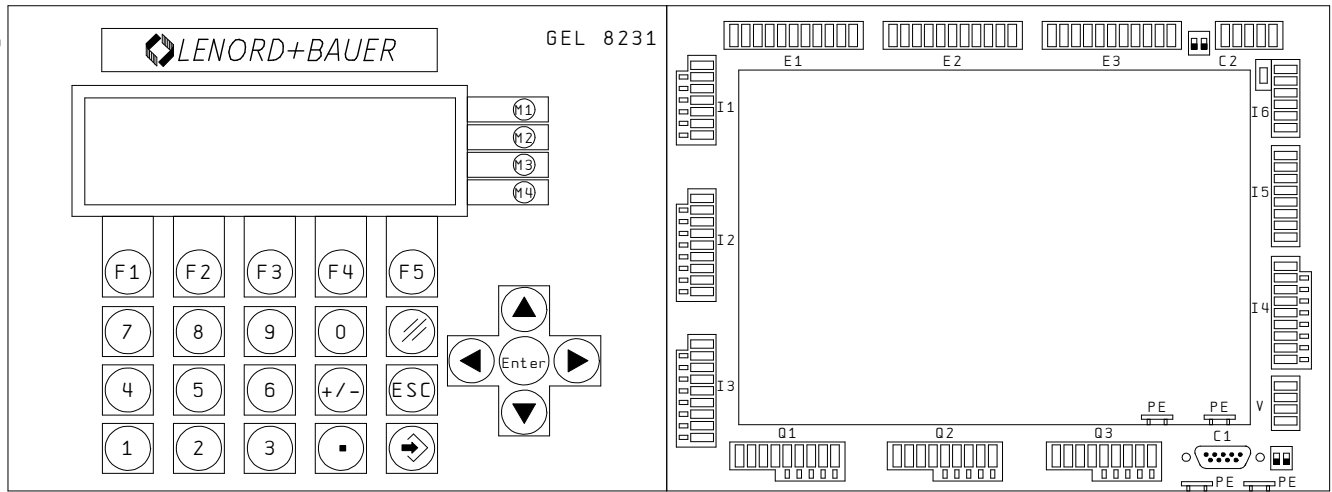 LENORD+BAUER
GEL 8231
M1
M2
M3
M4
F1 F2 F3 F4 F5
7 8 9 0
4 5 6 +/- ESC
1 2 3 .
Enter
E1 E2 E3 C2
I1
I2
I3
I6
I5
I4
V
PE PE
Q1 Q2 Q3 C1
PE PE